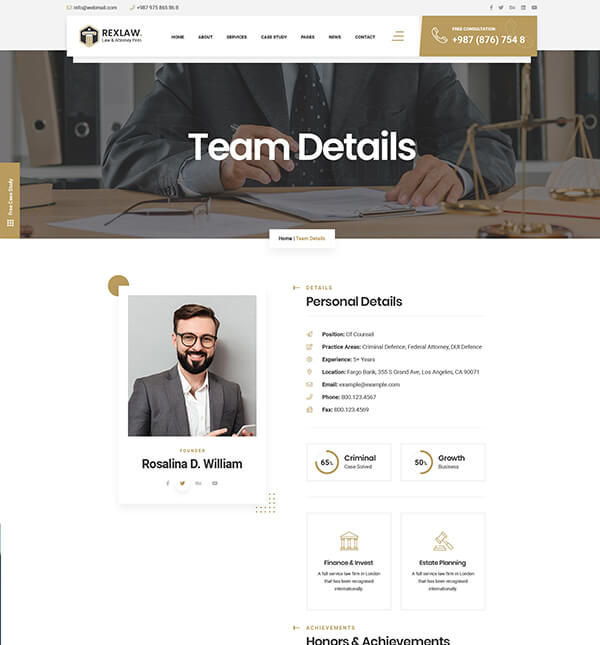 info@webmail.com +987 975 865 86 8
REXLAW.
Law & Attorney Firm
HOME ABOUT SERVICES CASE STUDY PAGES NEWS CONTACT
FREE CONSULTATION
+987 (876) 754 8
Team Details
Free Case Study
Home | Team Details
DETAILS
Personal Details
Position: Of Counsel
Practice Areas: Criminal Defence, Federal Attorney, DUI Defence
Experience: 5+ Years
Location: Fargo Bank, 355 S Grand Ave, Los Angeles, CA 90071
Email: example@example.com
Phone: 800.123.4567
Fax: 800.123.4569
FOUNDER
Rosalina D. William
65%
Criminal
Case Solved
50%
Growth
Business
Finance & Invest
A full service law firm in London
that has been recognised
internationally.
Estate Planning
A full service law firm in London
that has been recognised
internationally.
ACHIEVEMENTS
Honors & Achievements